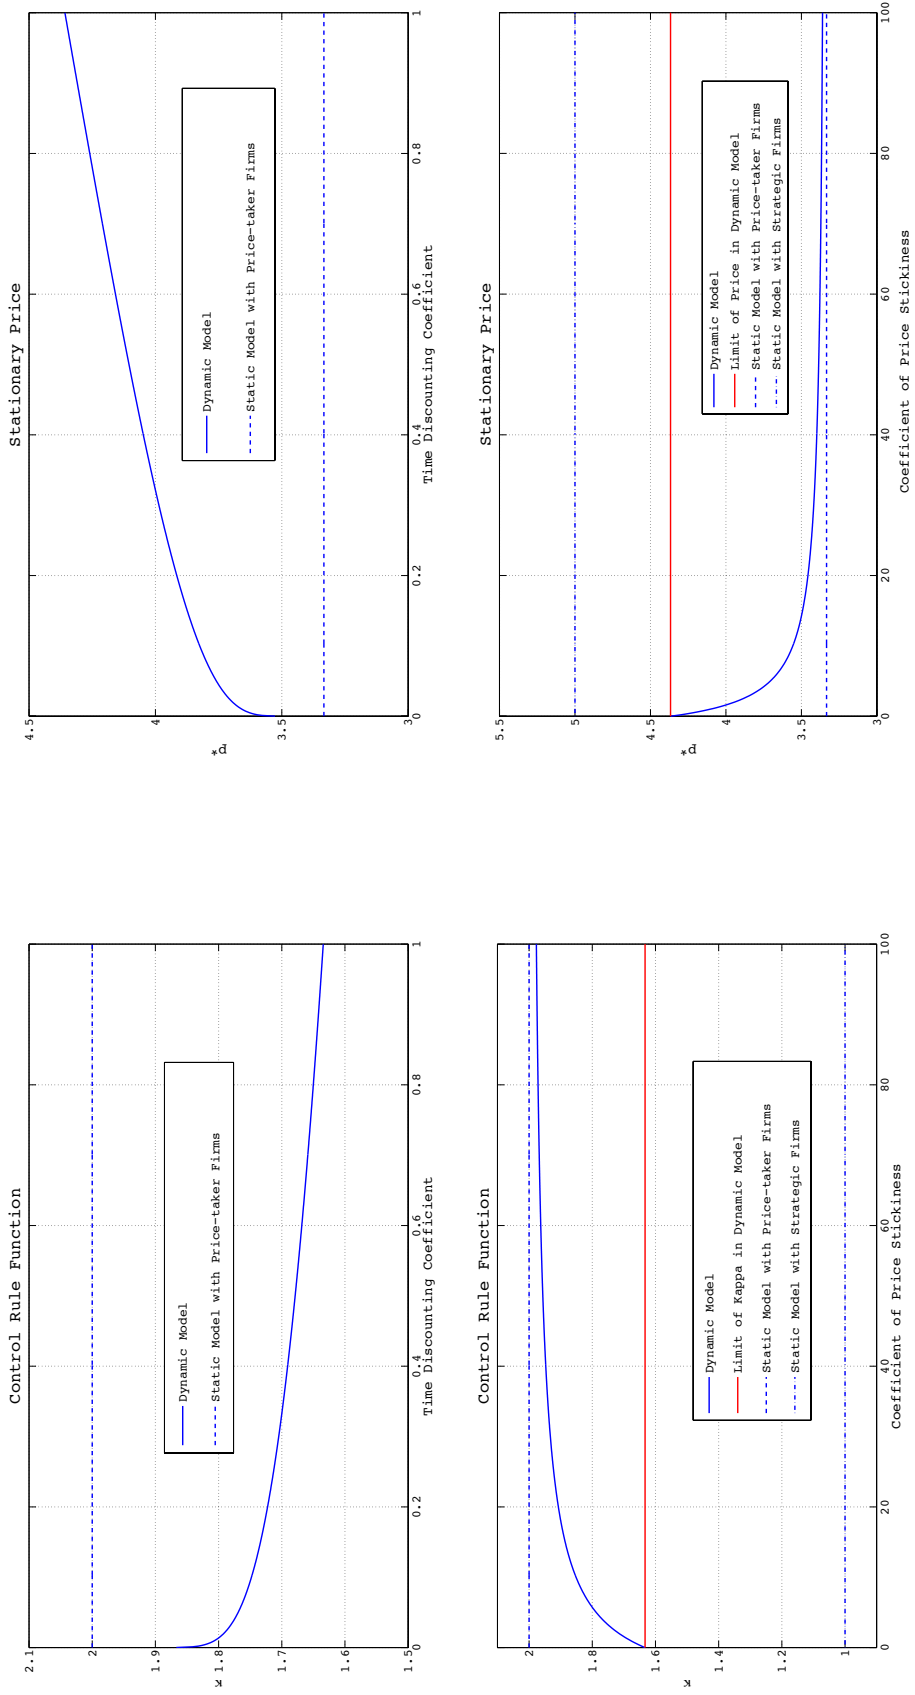 Control Rule Function
2.1
2
1.9
1.8
1.7
1.6
1.5
κ
Dynamic Model
Static Model with Price-taker Firms
0
0.2
0.4
0.6
0.8
1
Time Discounting Coefficient
Stationary Price
4.5
4
3.5
3
p*
Dynamic Model
Static Model with Price-taker Firms
0
0.2
0.4
0.6
0.8
1
Time Discounting Coefficient
Control Rule Function
2
1.8
1.6
1.4
1.2
1
κ
Dynamic Model
Limit of Kappa in Dynamic Model
Static Model with Price-taker Firms
Static Model with Strategic Firms
0
20
40
60
80
100
Coefficient of Price Stickiness
Stationary Price
5.5
5
4.5
4
3.5
3
p*
Dynamic Model
Limit of Price in Dynamic Model
Static Model with Price-taker Firms
Static Model with Strategic Firms
0
20
40
60
80
100
Coefficient of Price Stickiness